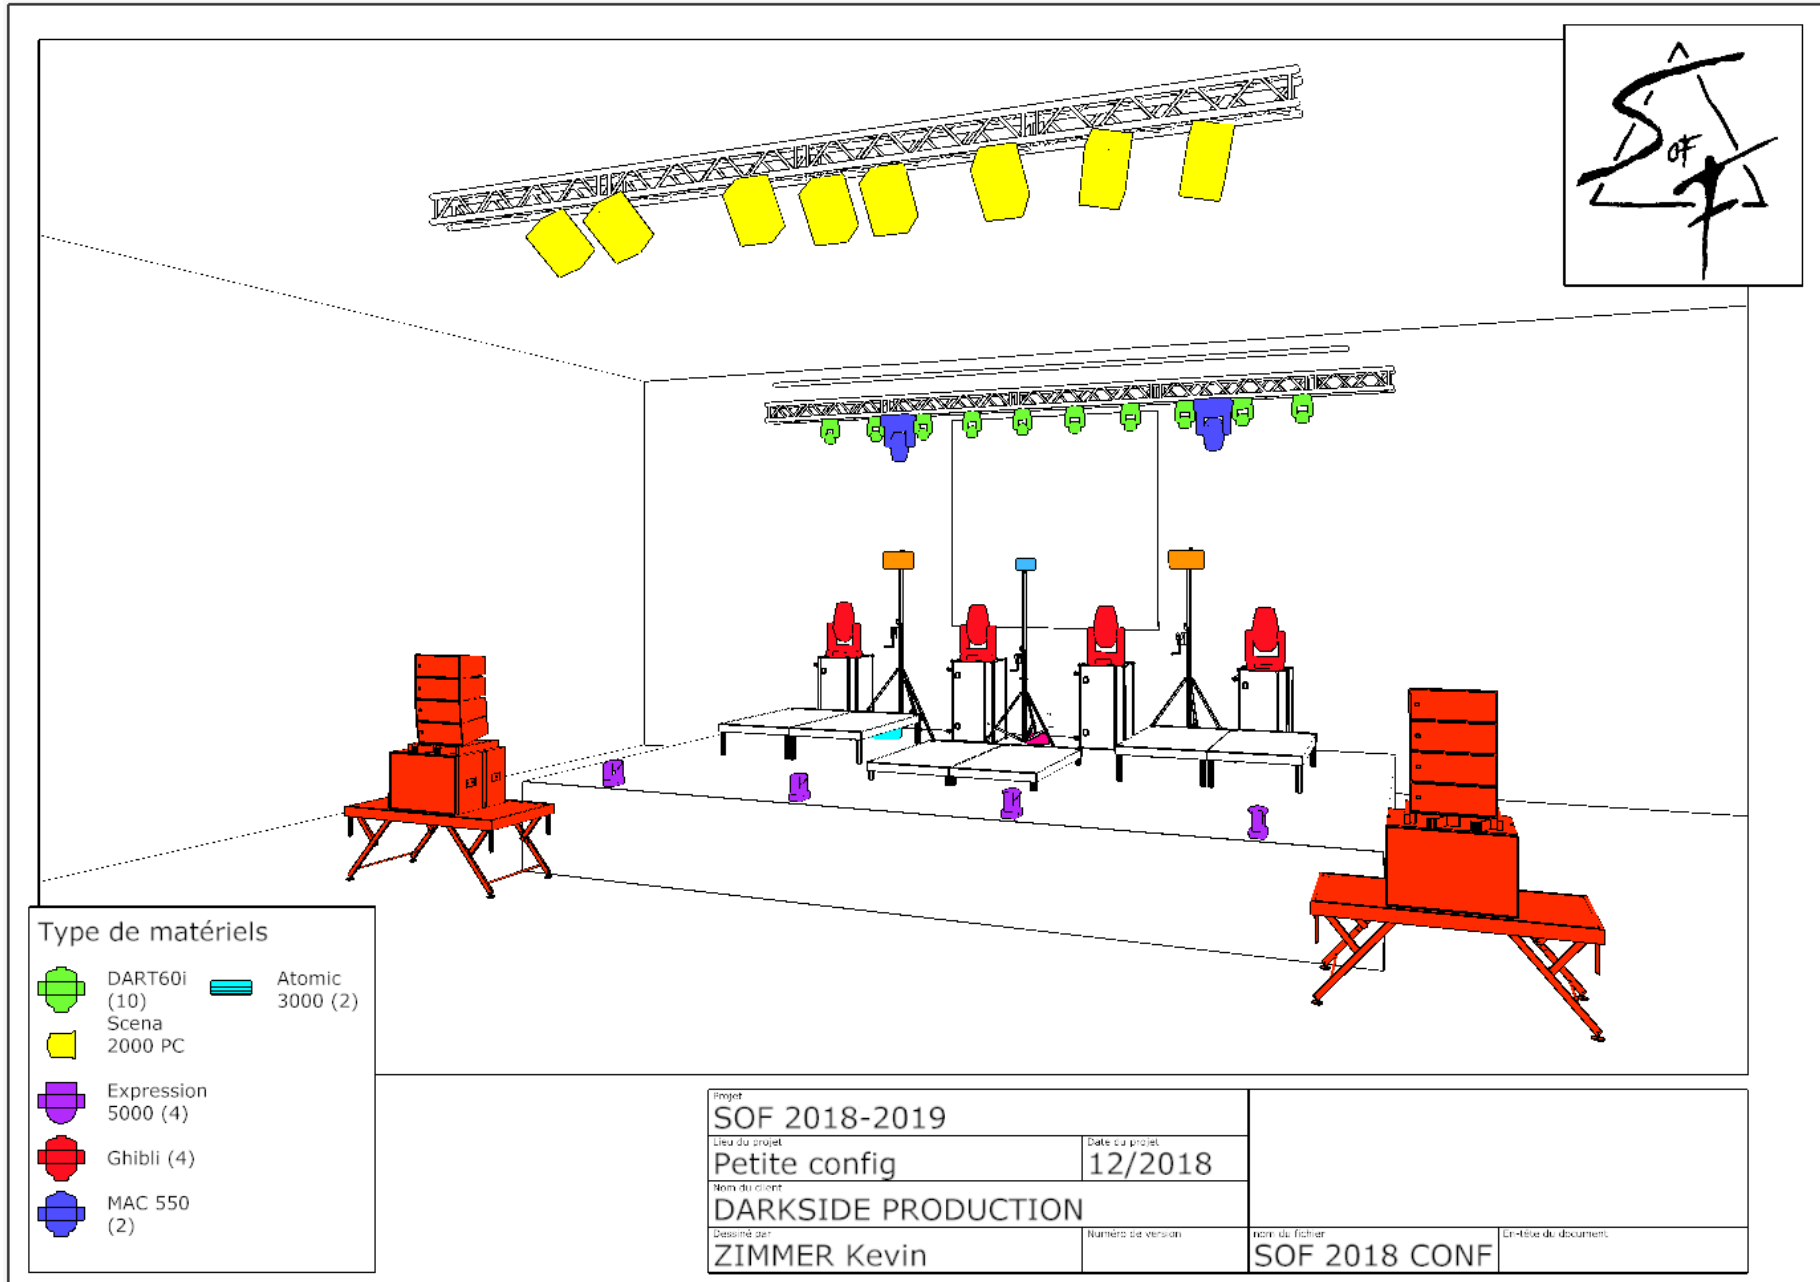 SOF
Type de matériels
DART60i
(10)
Atomic
3000 (2)
Scena
2000 PC
Expression
5000 (4)
Ghibli (4)
MAC 550
(2)
Projet
SOF 2018-2019
Lieu du projet
Petite config
Date du projet
12/2018
Nom du client
DARKSIDE PRODUCTION
Dessiné par
ZIMMER Kevin
Numéro de version
nom du fichier
SOF 2018 CONF
En-tête du document